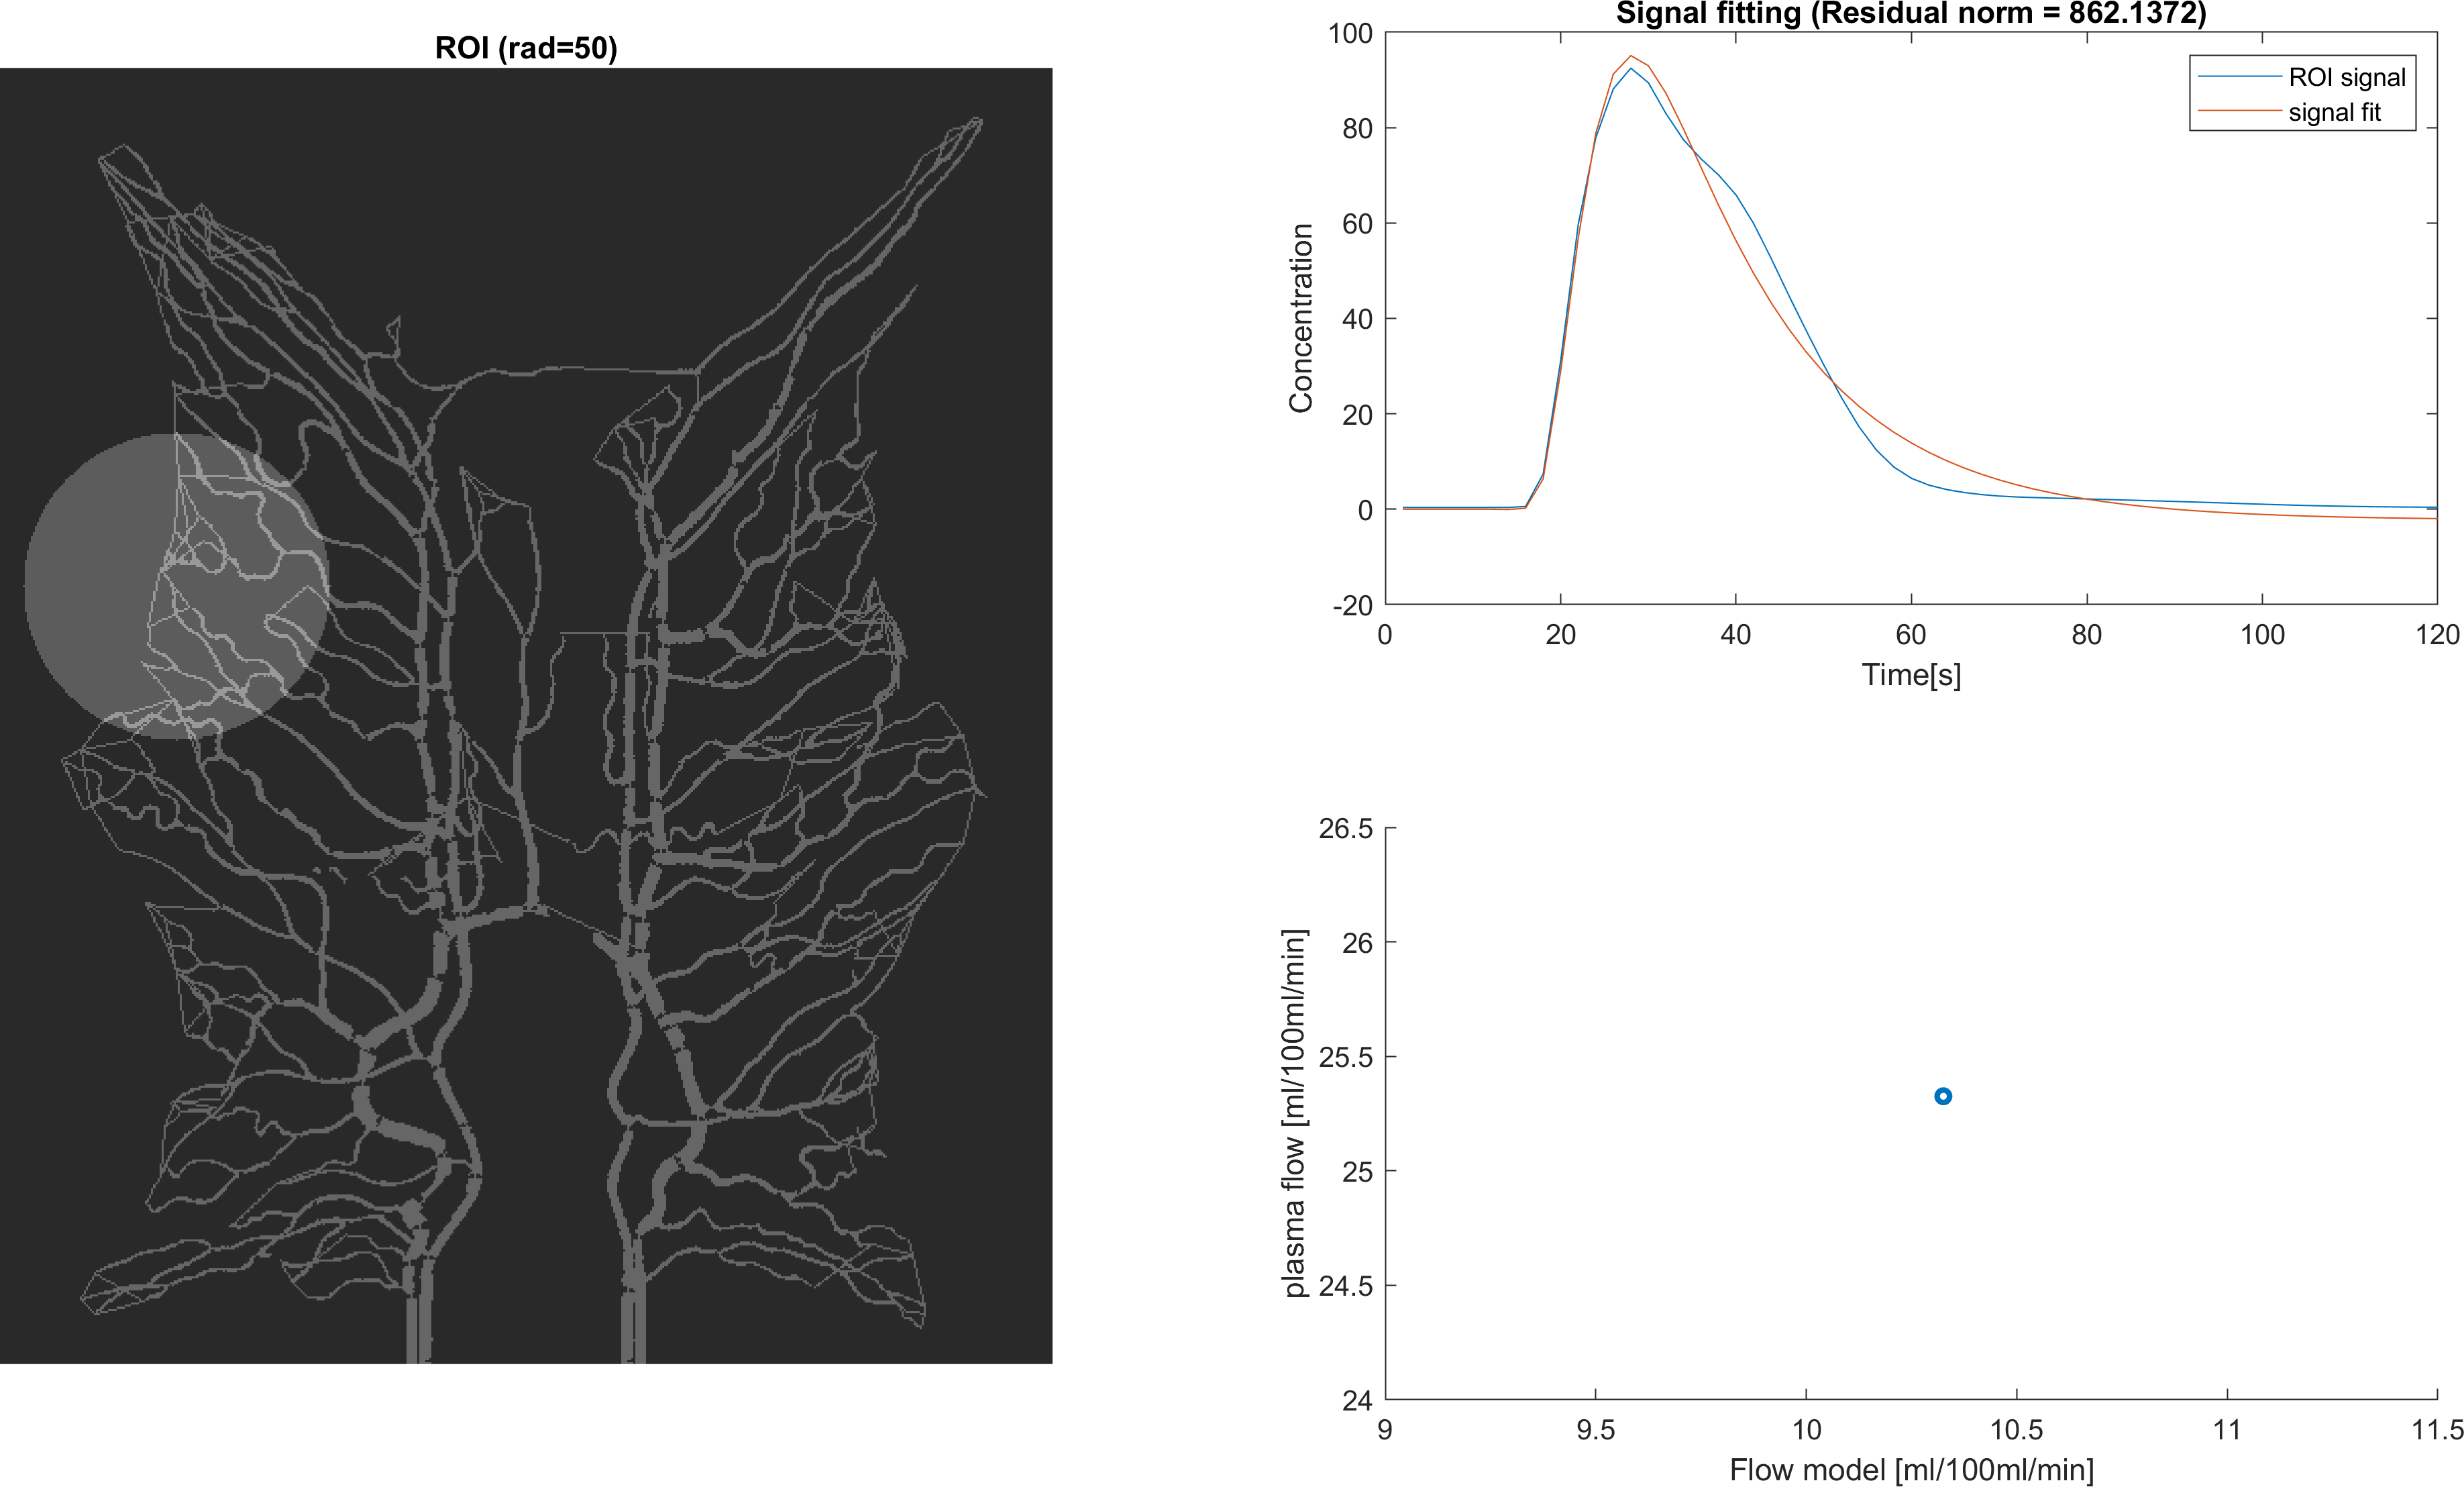 ROI (rad=50)
Signal fitting (Residual norm = 862.1372)
100
80
60
40
20
0
-20
Concentration
ROI signal
signal fit
0 20 40 60 80 100 120
Time[s]
26.5
26
25.5
25
24.5
24
plasma flow [ml/100ml/min]
9 9.5 10 10.5 11 11.5
Flow model [ml/100ml/min]